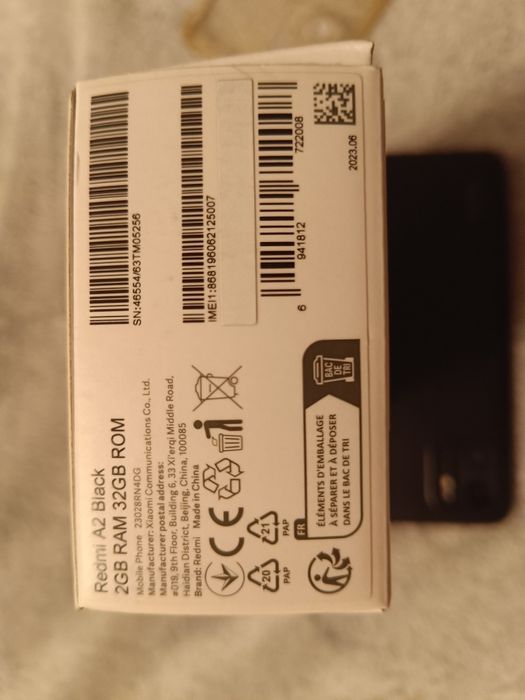 Redmi A2 Black
2GB RAM 32GB ROM
Mobile Phone 23028RN4DG
Manufacturer: Xiaomi Communications Co., Ltd.
Manufacturer postal address:
#019, 9th Floor, Building 6, 33 Xi'erqi Middle Road,
Haidian District, Beijing, China, 100085
Brand: Redmi Made in China
CE
20
PAP
21
PAP
FR
ÉLÉMENTS D'EMBALLAGE
À SÉPARER ET À DÉPOSER
DANS LE BAC DE TRI
BAC
DE
TRI
SN:46554/63TM05256
IMEI1:868196062125007
6 941812 722008
2023.06